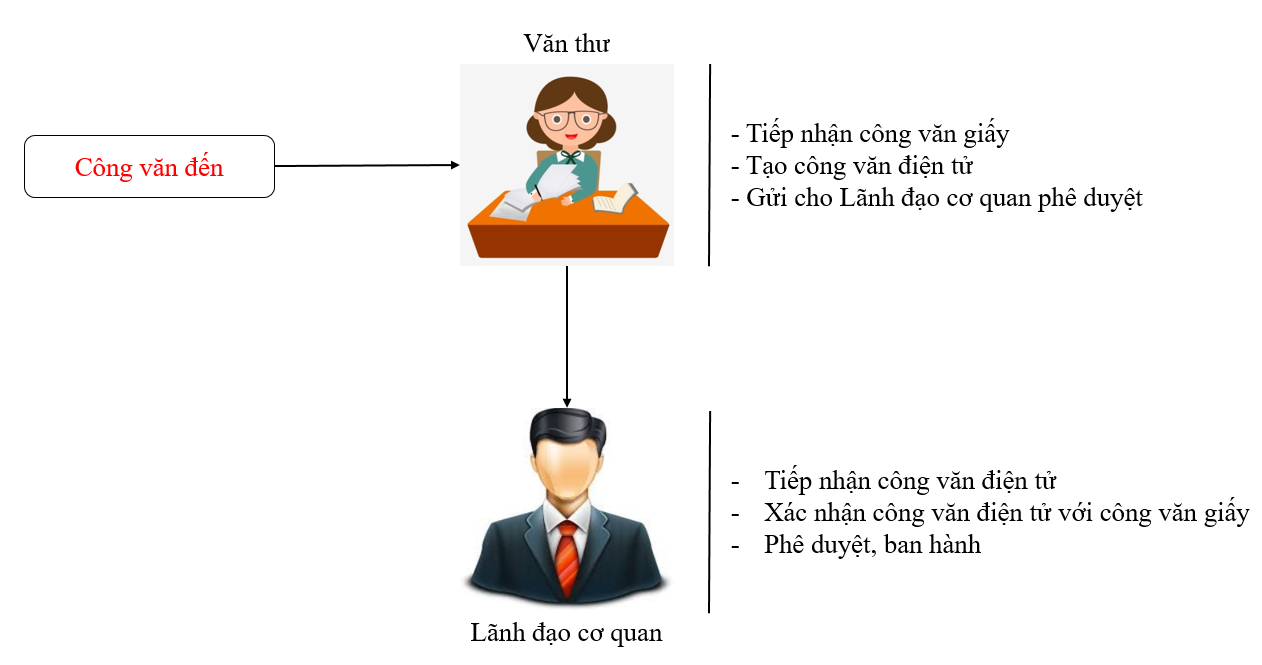 Văn thư
Công văn đến
- Tiếp nhận công văn giấy
- Tạo công văn điện tử
- Gửi cho Lãnh đạo cơ quan phê duyệt
- Tiếp nhận công văn điện tử
- Xác nhận công văn điện tử với công văn giấy
- Phê duyệt, ban hành
Lãnh đạo cơ quan